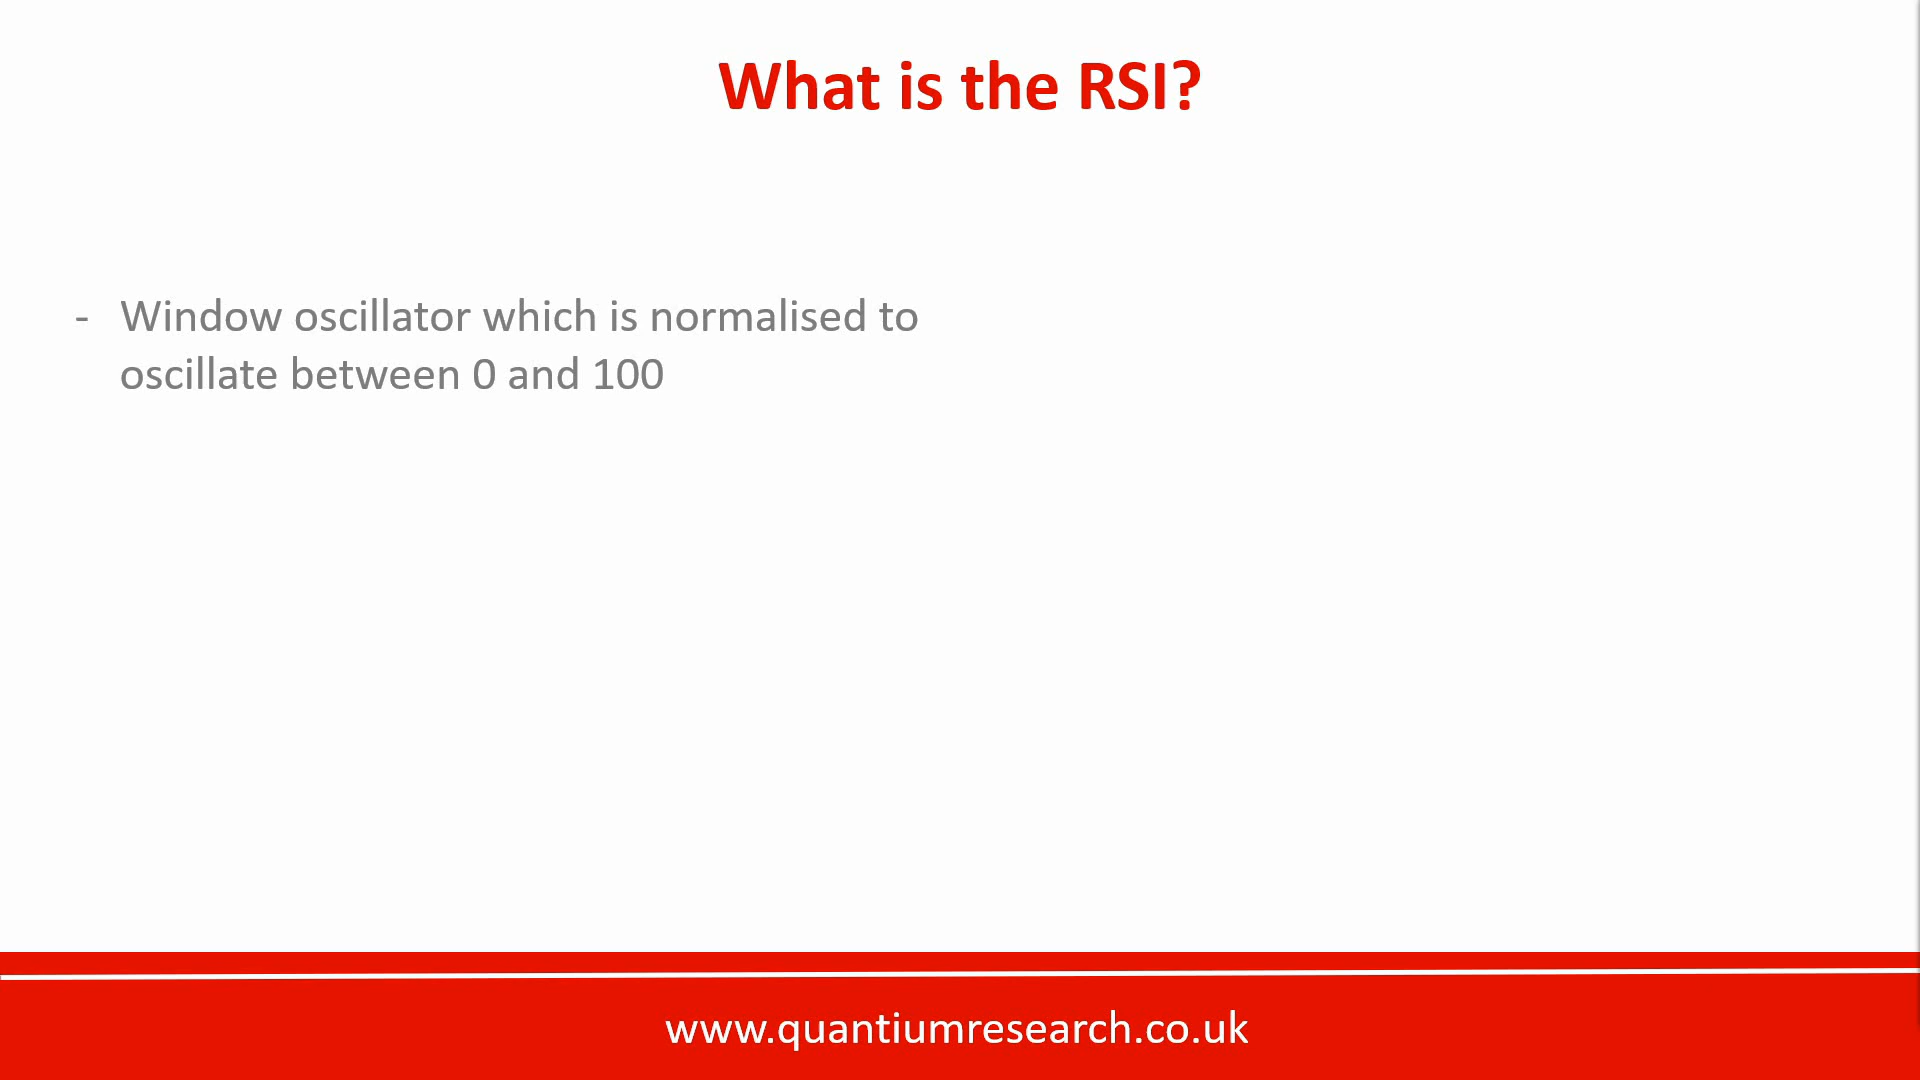 What is the RSI?
- Window oscillator which is normalised to
oscillate between 0 and 100
www.quantiumresearch.co.uk